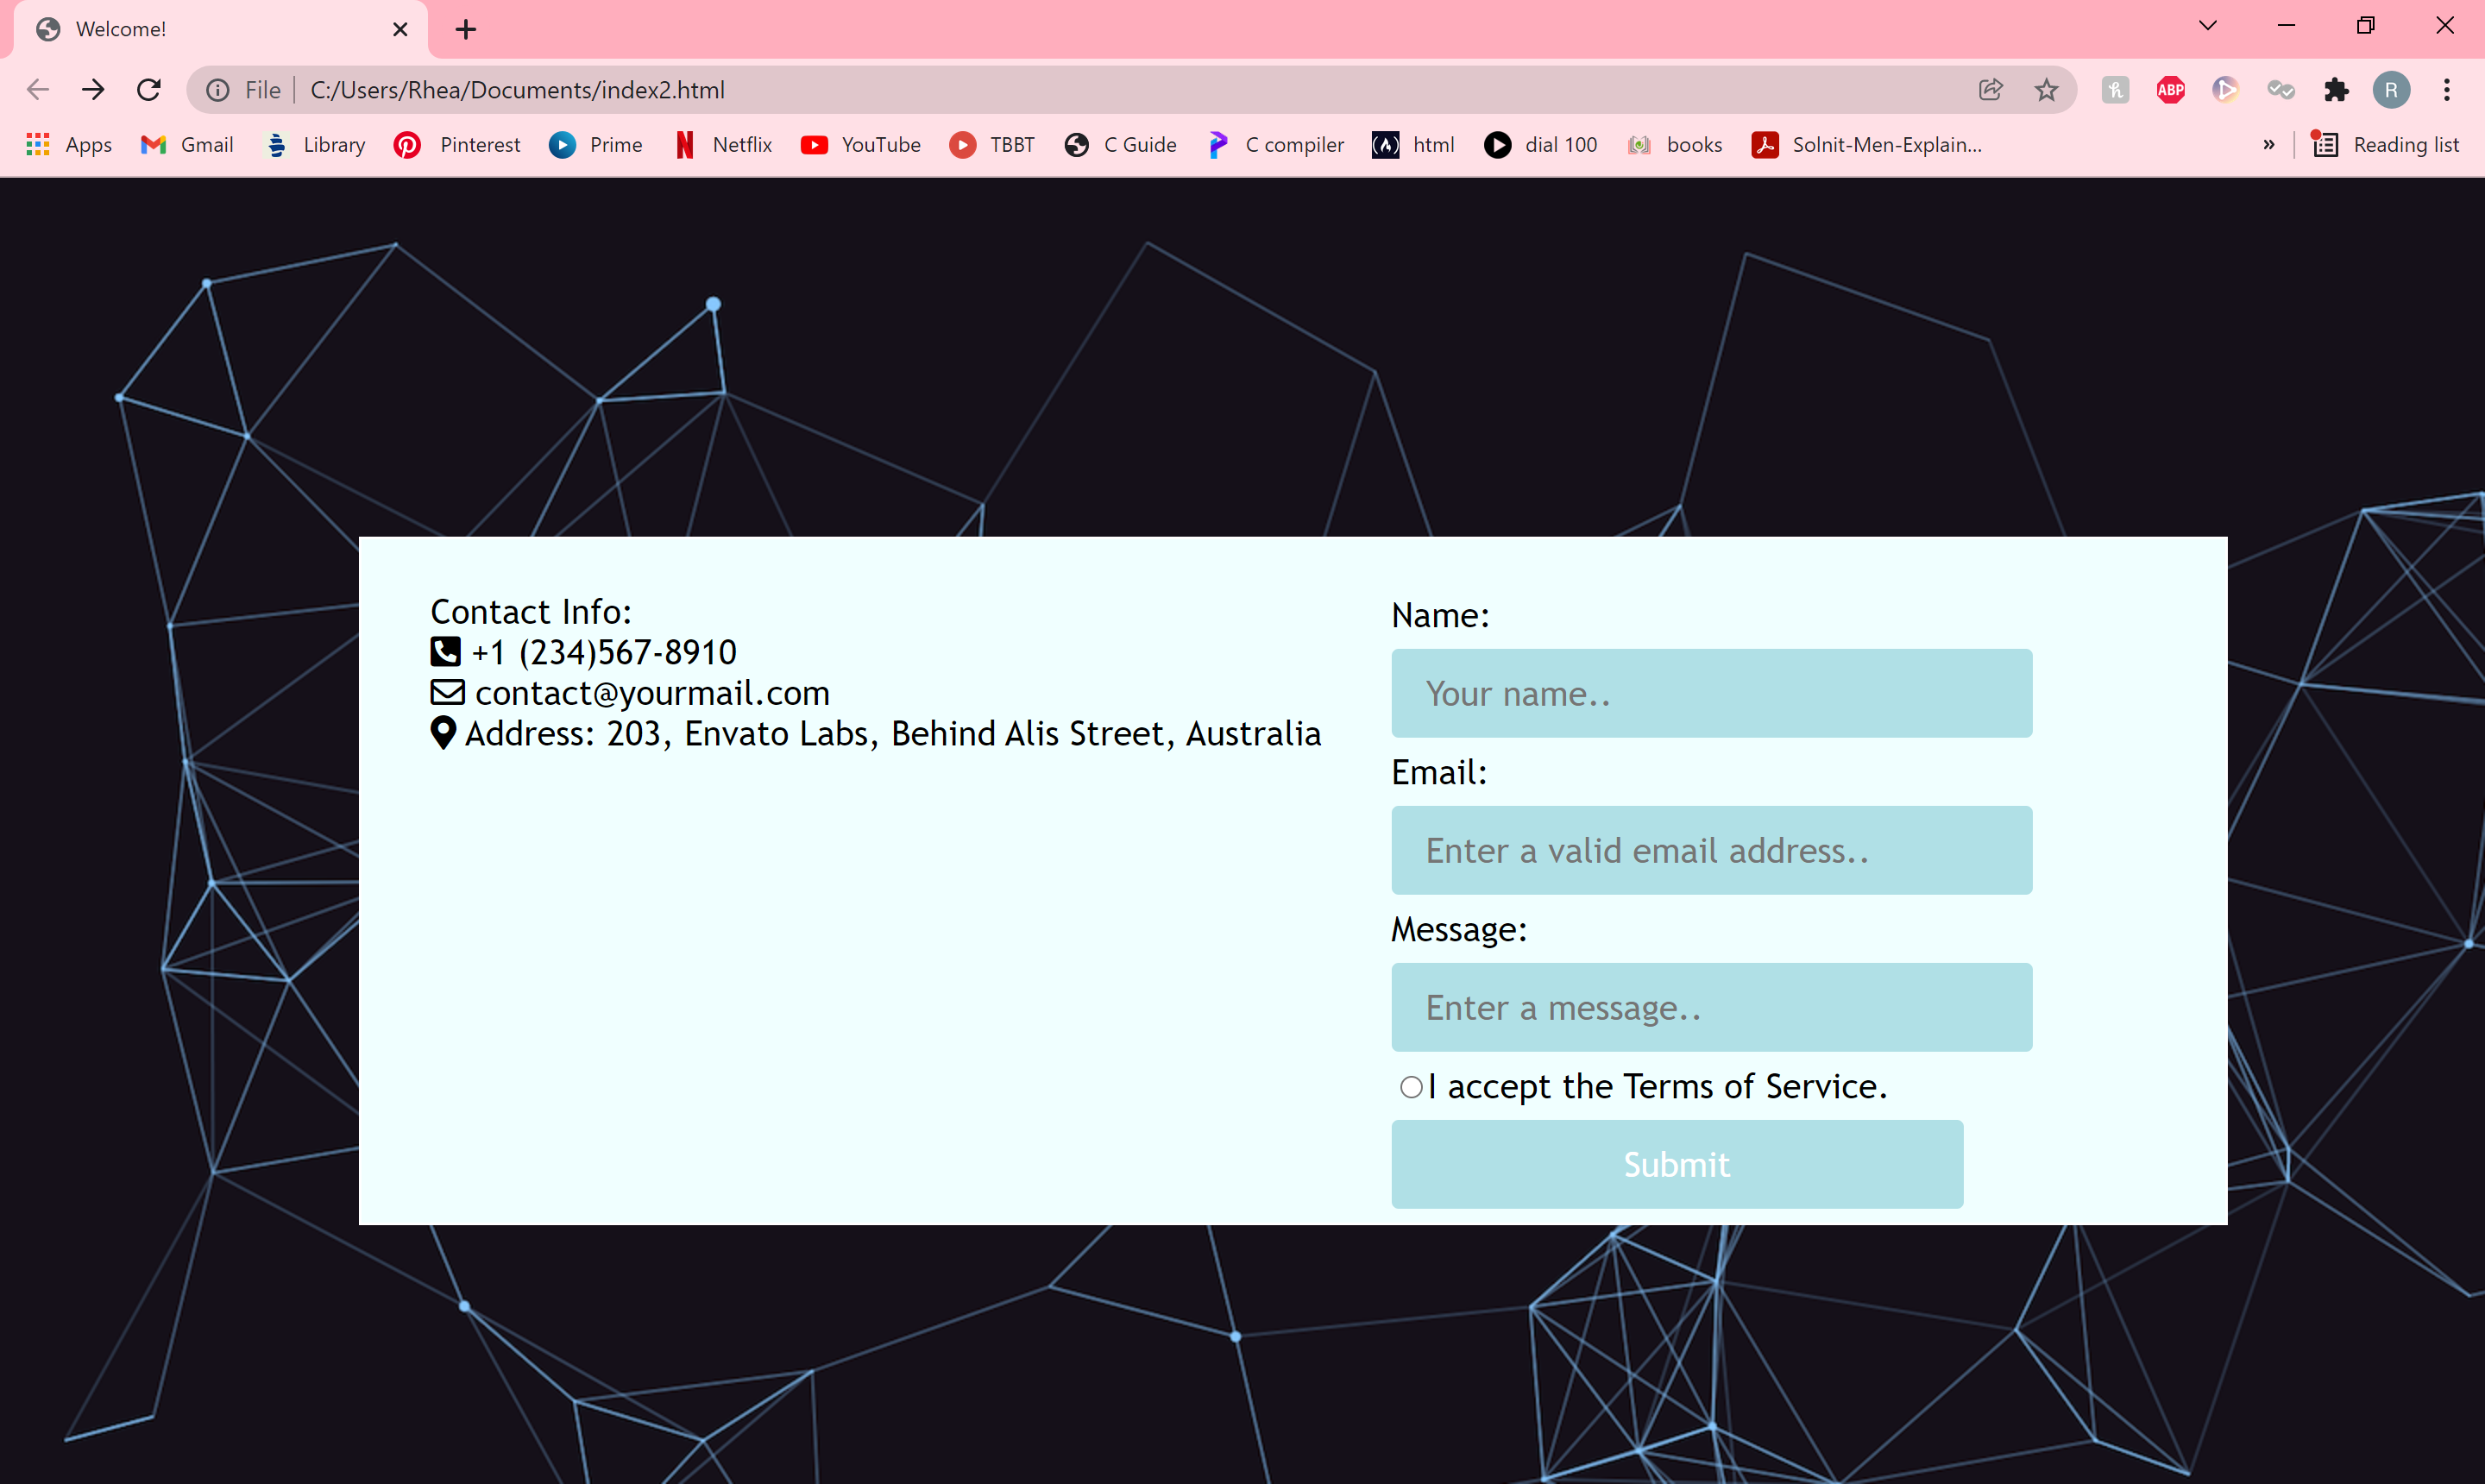 Welcome!
File C:/Users/Rhea/Documents/index2.html
ABP
R
Apps Gmail Library Pinterest Prime Netflix YouTube TBBT C Guide C compiler html dial 100 books Solnit-Men-Explain... » Reading list
Contact Info:
+1 (234)567-8910
contact@yourmail.com
Address: 203, Envato Labs, Behind Alis Street, Australia
Name:
Your name..
Email:
Enter a valid email address..
Message:
Enter a message..
I accept the Terms of Service.
Submit